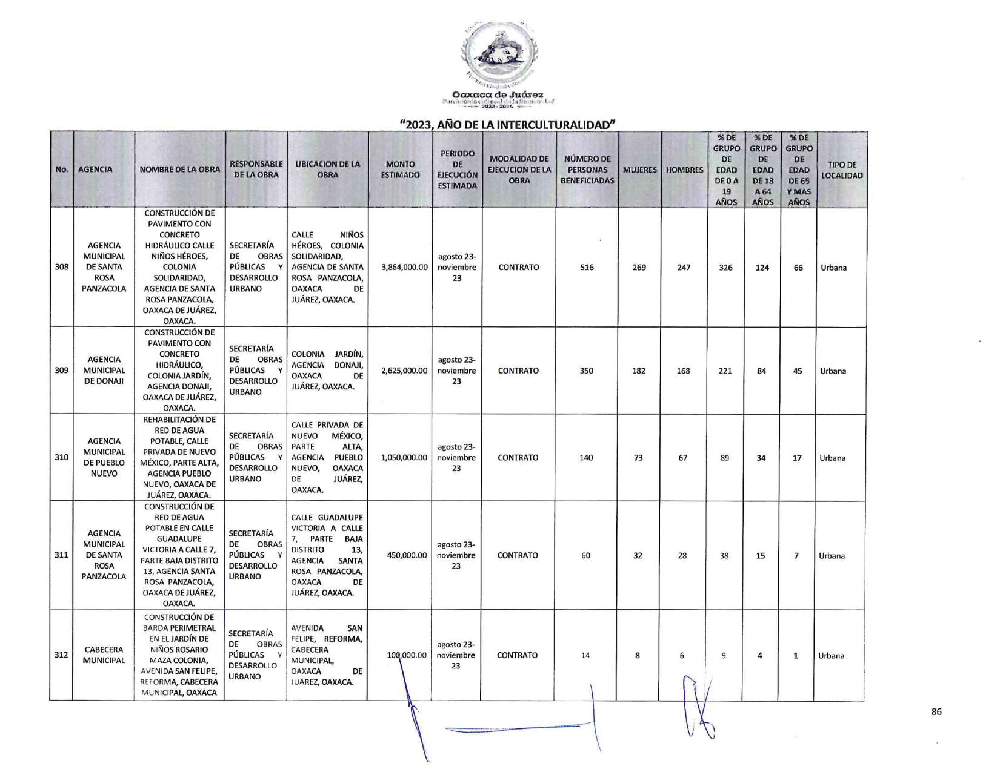 Oaxaca de Juárez
Patrimonio cultural de la humanidad
2022 - 2024
“2023, AÑO DE LA INTERCULTURALIDAD”
No.
AGENCIA
NOMBRE DE LA OBRA
RESPONSABLE
DE LA OBRA
UBICACION DE LA
OBRA
MONTO
ESTIMADO
PERIODO
DE
EJECUCIÓN
ESTIMADA
MODALIDAD DE
EJECUCION DE LA
OBRA
NÚMERO DE
PERSONAS
BENEFICIADAS
MUJERES
HOMBRES
% DE
GRUPO
DE
EDAD
DE 0 A
19
AÑOS
% DE
GRUPO
DE
EDAD
DE 18
A 64
AÑOS
% DE
GRUPO
DE
EDAD
DE 65
Y MAS
AÑOS
TIPO DE
LOCALIDAD
308
AGENCIA
MUNICIPAL
DE SANTA
ROSA
PANZACOLA
CONSTRUCCIÓN DE
PAVIMENTO CON
CONCRETO
HIDRÁULICO CALLE
NIÑOS HÉROES,
COLONIA
SOLIDARIDAD,
AGENCIA DE SANTA
ROSA PANZACOLA,
OAXACA DE JUÁREZ,
OAXACA.
SECRETARÍA
DE OBRAS
PÚBLICAS Y
DESARROLLO
URBANO
CALLE NIÑOS
HÉROES, COLONIA
SOLIDARIDAD,
AGENCIA DE SANTA
ROSA PANZACOLA,
OAXACA DE
JUÁREZ, OAXACA.
3,864,000.00
agosto 23-
noviembre
23
CONTRATO
516
269
247
326
124
66
Urbana
309
AGENCIA
MUNICIPAL
DE DONAJI
CONSTRUCCIÓN DE
PAVIMENTO CON
CONCRETO
HIDRÁULICO,
COLONIA JARDÍN,
AGENCIA DONAJI,
OAXACA DE JUÁREZ,
OAXACA.
SECRETARÍA
DE OBRAS
PÚBLICAS Y
DESARROLLO
URBANO
COLONIA JARDÍN,
AGENCIA DONAJI,
OAXACA DE
JUÁREZ, OAXACA.
2,625,000.00
agosto 23-
noviembre
23
CONTRATO
350
182
168
221
84
45
Urbana
310
AGENCIA
MUNICIPAL
DE PUEBLO
NUEVO
REHABILITACIÓN DE
RED DE AGUA
POTABLE, CALLE
PRIVADA DE NUEVO
MÉXICO, PARTE ALTA,
AGENCIA PUEBLO
NUEVO, OAXACA DE
JUÁREZ, OAXACA.
SECRETARÍA
DE OBRAS
PÚBLICAS Y
DESARROLLO
URBANO
CALLE PRIVADA DE
NUEVO MÉXICO,
PARTE ALTA,
AGENCIA PUEBLO
NUEVO, OAXACA
DE JUÁREZ,
OAXACA.
1,050,000.00
agosto 23-
noviembre
23
CONTRATO
140
73
67
89
34
17
Urbana
311
AGENCIA
MUNICIPAL
DE SANTA
ROSA
PANZACOLA
CONSTRUCCIÓN DE
RED DE AGUA
POTABLE EN CALLE
GUADALUPE
VICTORIA A CALLE 7,
PARTE BAJA DISTRITO
13, AGENCIA SANTA
ROSA PANZACOLA,
OAXACA DE JUÁREZ,
OAXACA.
SECRETARÍA
DE OBRAS
PÚBLICAS Y
DESARROLLO
URBANO
CALLE GUADALUPE
VICTORIA A CALLE
7, PARTE BAJA
DISTRITO 13,
AGENCIA SANTA
ROSA PANZACOLA,
OAXACA DE
JUÁREZ, OAXACA.
450,000.00
agosto 23-
noviembre
23
CONTRATO
60
32
28
38
15
7
Urbana
312
CABECERA
MUNICIPAL
CONSTRUCCIÓN DE
BARDA PERIMETRAL
EN EL JARDÍN DE
NIÑOS ROSARIO
MAZA COLONIA,
AVENIDA SAN FELIPE,
REFORMA, CABECERA
MUNICIPAL, OAXACA
SECRETARÍA
DE OBRAS
PÚBLICAS Y
DESARROLLO
URBANO
AVENIDA SAN
FELIPE, REFORMA,
CABECERA
MUNICIPAL,
OAXACA DE
JUÁREZ, OAXACA.
100,000.00
agosto 23-
noviembre
23
CONTRATO
14
8
6
9
4
1
Urbana
86